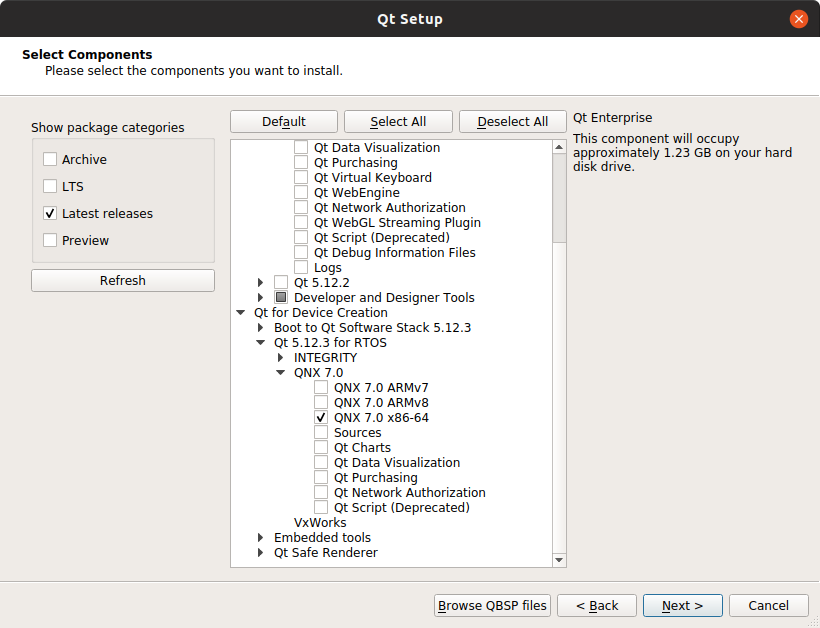 Qt Setup
Select Components
Please select the components you want to install.
Show package categories
Archive
LTS
Latest releases
Preview
Refresh
Default
Select All
Deselect All
Qt Data Visualization
Qt Purchasing
Qt Virtual Keyboard
Qt WebEngine
Qt Network Authorization
Qt WebGL Streaming Plugin
Qt Script (Deprecated)
Qt Debug Information Files
Logs
Qt 5.12.2
Developer and Designer Tools
Qt for Device Creation
Boot to Qt Software Stack 5.12.3
Qt 5.12.3 for RTOS
INTEGRITY
QNX 7.0
QNX 7.0 ARMv7
QNX 7.0 ARMv8
QNX 7.0 x86-64
Sources
Qt Charts
Qt Data Visualization
Qt Purchasing
Qt Network Authorization
Qt Script (Deprecated)
VxWorks
Embedded tools
Qt Safe Renderer
Qt Enterprise
This component will occupy
approximately 1.23 GB on your hard
disk drive.
Browse QBSP files
< Back
Next >
Cancel